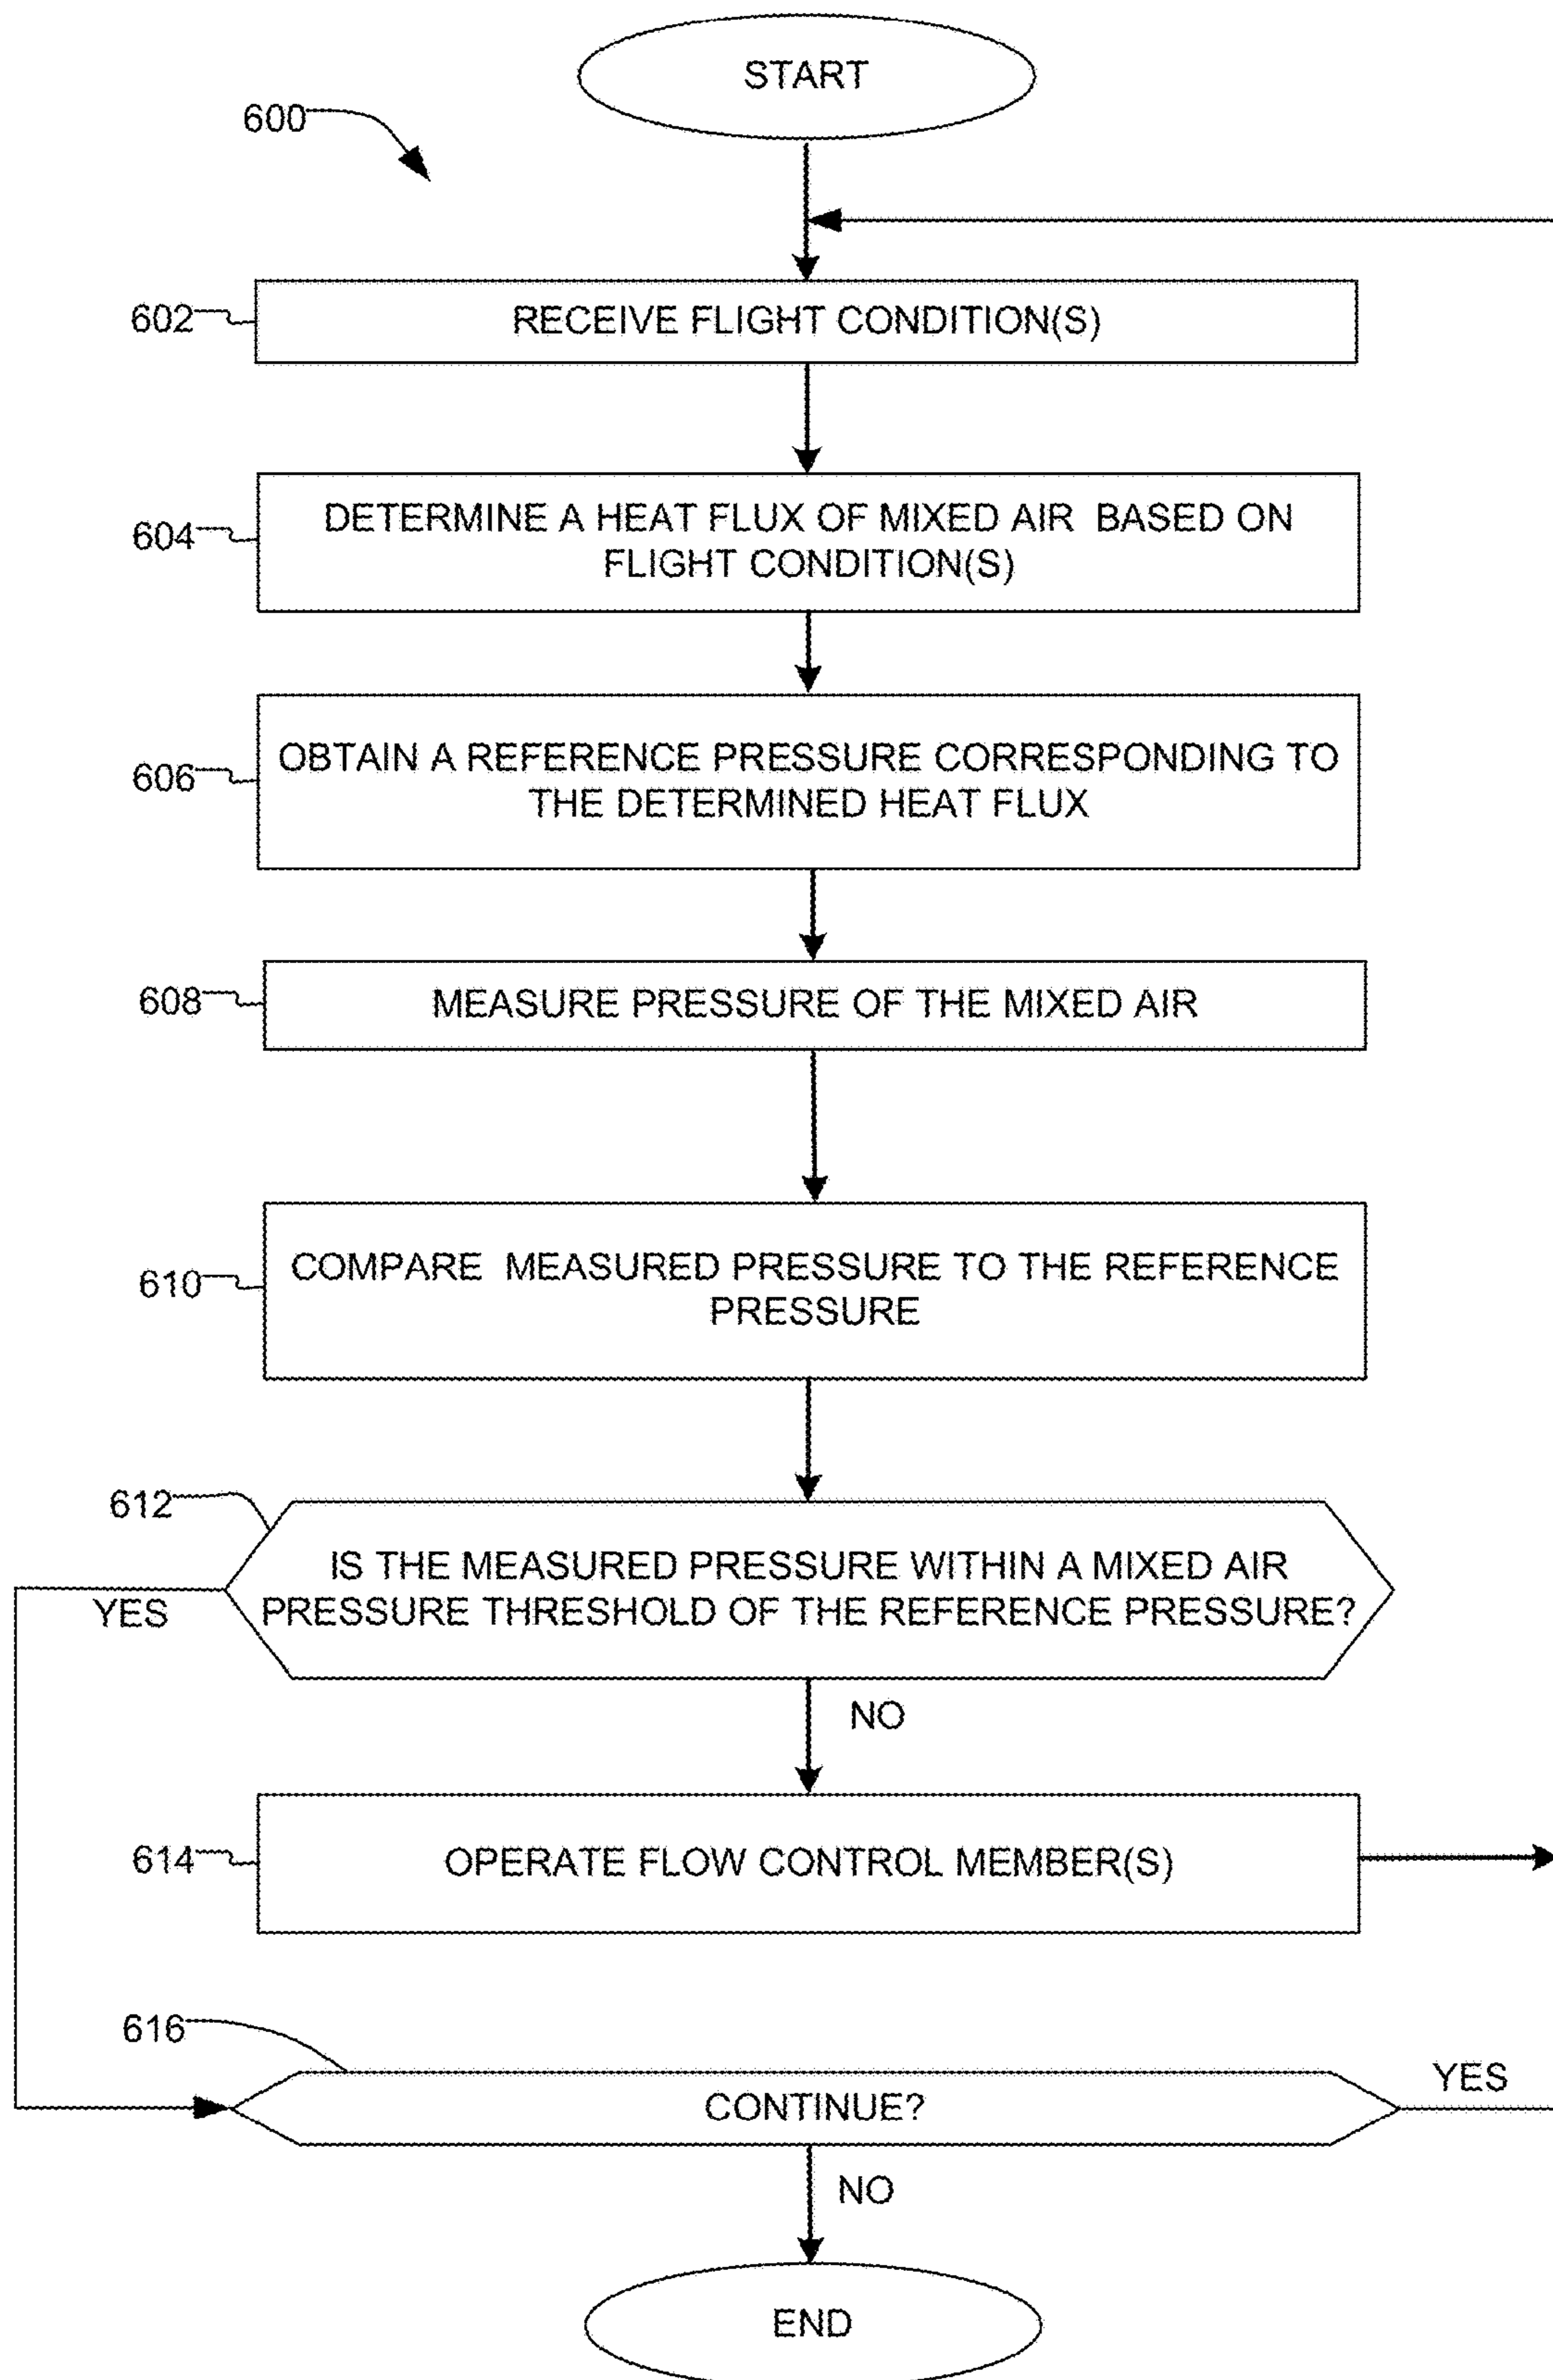 START
600
602
RECEIVE FLIGHT CONDITION(S)
604
DETERMINE A HEAT FLUX OF MIXED AIR BASED ON
FLIGHT CONDITION(S)
606
OBTAIN A REFERENCE PRESSURE CORRESPONDING TO
THE DETERMINED HEAT FLUX
608
MEASURE PRESSURE OF THE MIXED AIR
610
COMPARE MEASURED PRESSURE TO THE REFERENCE
PRESSURE
612
IS THE MEASURED PRESSURE WITHIN A MIXED AIR
PRESSURE THRESHOLD OF THE REFERENCE PRESSURE?
YES
NO
614
OPERATE FLOW CONTROL MEMBER(S)
616
CONTINUE?
YES
NO
END